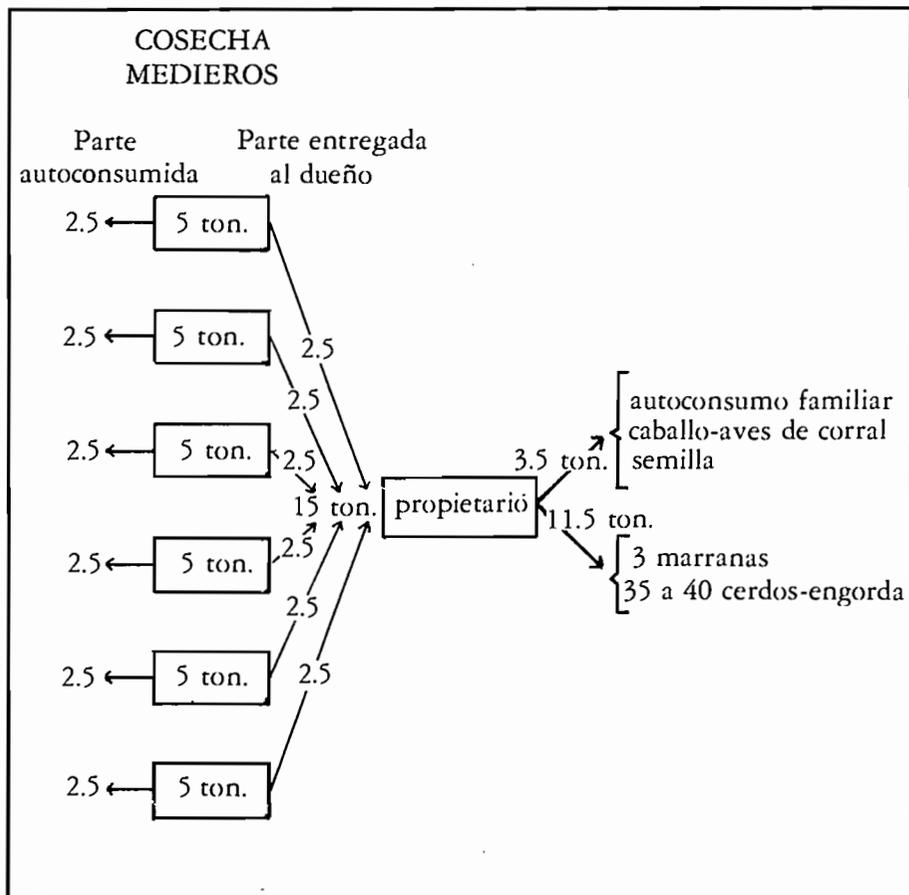 COSECHA
MEDIEROS
Parte
autoconsumida
Parte entregada
al dueño
2.5
5 ton.
2.5
5 ton.
2.5
2.5
2.5
5 ton.
2.5
15 ton.
propietarió
3.5 ton.
autoconsumo familiar
caballo-aves de corral
semilla
11.5 ton.
3 marranas
35 a 40 cerdos-engorda
2.5
5 ton.
2.5
2.5
2.5
5 ton.
2.5
2.5
5 ton.